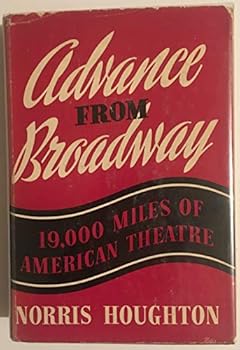 Advance
FROM
Broadway
19,000 MILES OF
AMERICAN THEATRE
NORRIS HOUGHTON